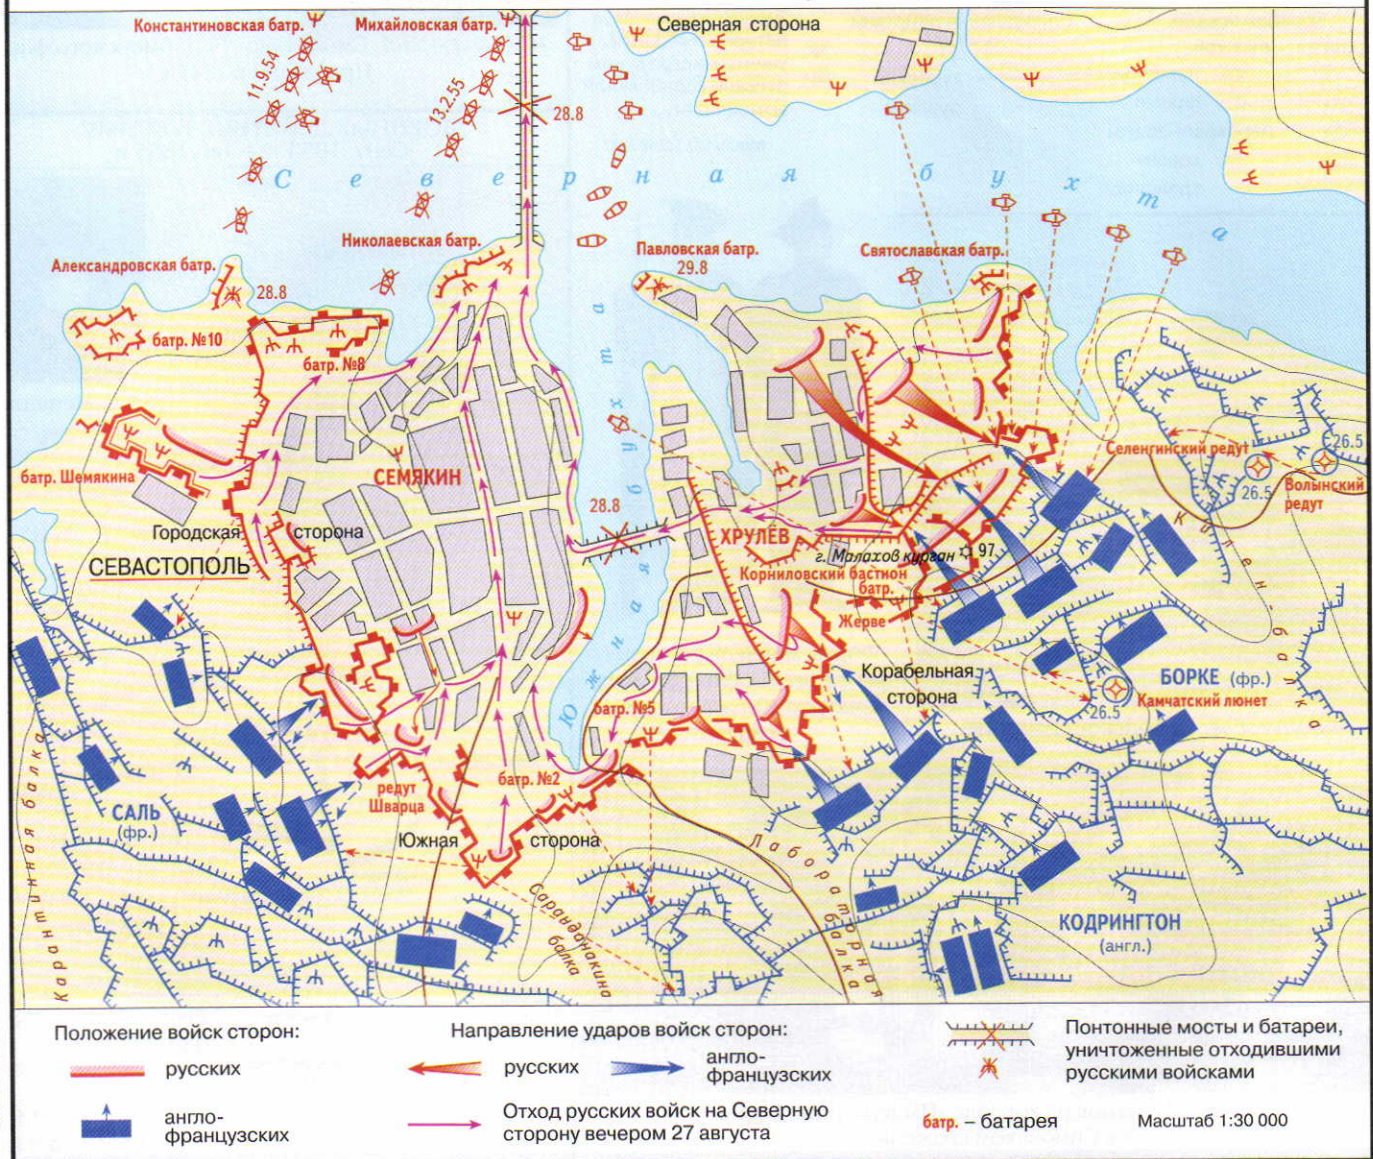 Константиновская батр.
Михайловская батр.
Северная сторона
11.9.54
13.2.55
28.8
Северная бухта
Николаевская батр.
Александровская батр.
28.8
Павловская батр.
29.8
Святославская батр.
батр. №10
батр. №8
батр. Шемякина
СЕМЯКИН
Городская сторона
СЕВАСТОПОЛЬ
28.8
Южная бухта
ХРУЛЁВ
г. Малахов курган
97
Корниловский бастион
батр.
Жерве
Селенгинский редут
26.5
Волынский
редут
26.5
Килен-балка
Корабельная
сторона
БОРКЕ (фр.)
Камчатский люнет
26.5
батр. №5
батр. №2
редут
Шварца
Южная сторона
САЛЬ
(фр.)
Карантинная балка
Сарандинакина
балка
Лабораторная
балка
КОДРИНГТОН
(англ.)
Положение войск сторон:
русских
англо-
французских
Направление ударов войск сторон:
русских
англо-
французских
Отход русских войск на Северную
сторону вечером 27 августа
Понтонные мосты и батареи,
уничтоженные отходившими
русскими войсками
батр. – батарея
Масштаб 1:30 000